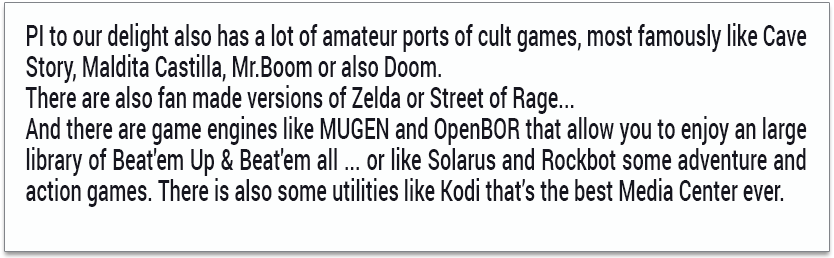 PI to our delight also has a lot of amateur ports of cult games, most famously like Cave
Story, Maldita Castilla, Mr.Boom or also Doom.
There are also fan made versions of Zelda or Street of Rage...
And there are game engines like MUGEN and OpenBOR that allow you to enjoy an large
library of Beat'em Up & Beat'em all ... or like Solarus and Rockbot some adventure and
action games. There is also some utilities like Kodi that’s the best Media Center ever.